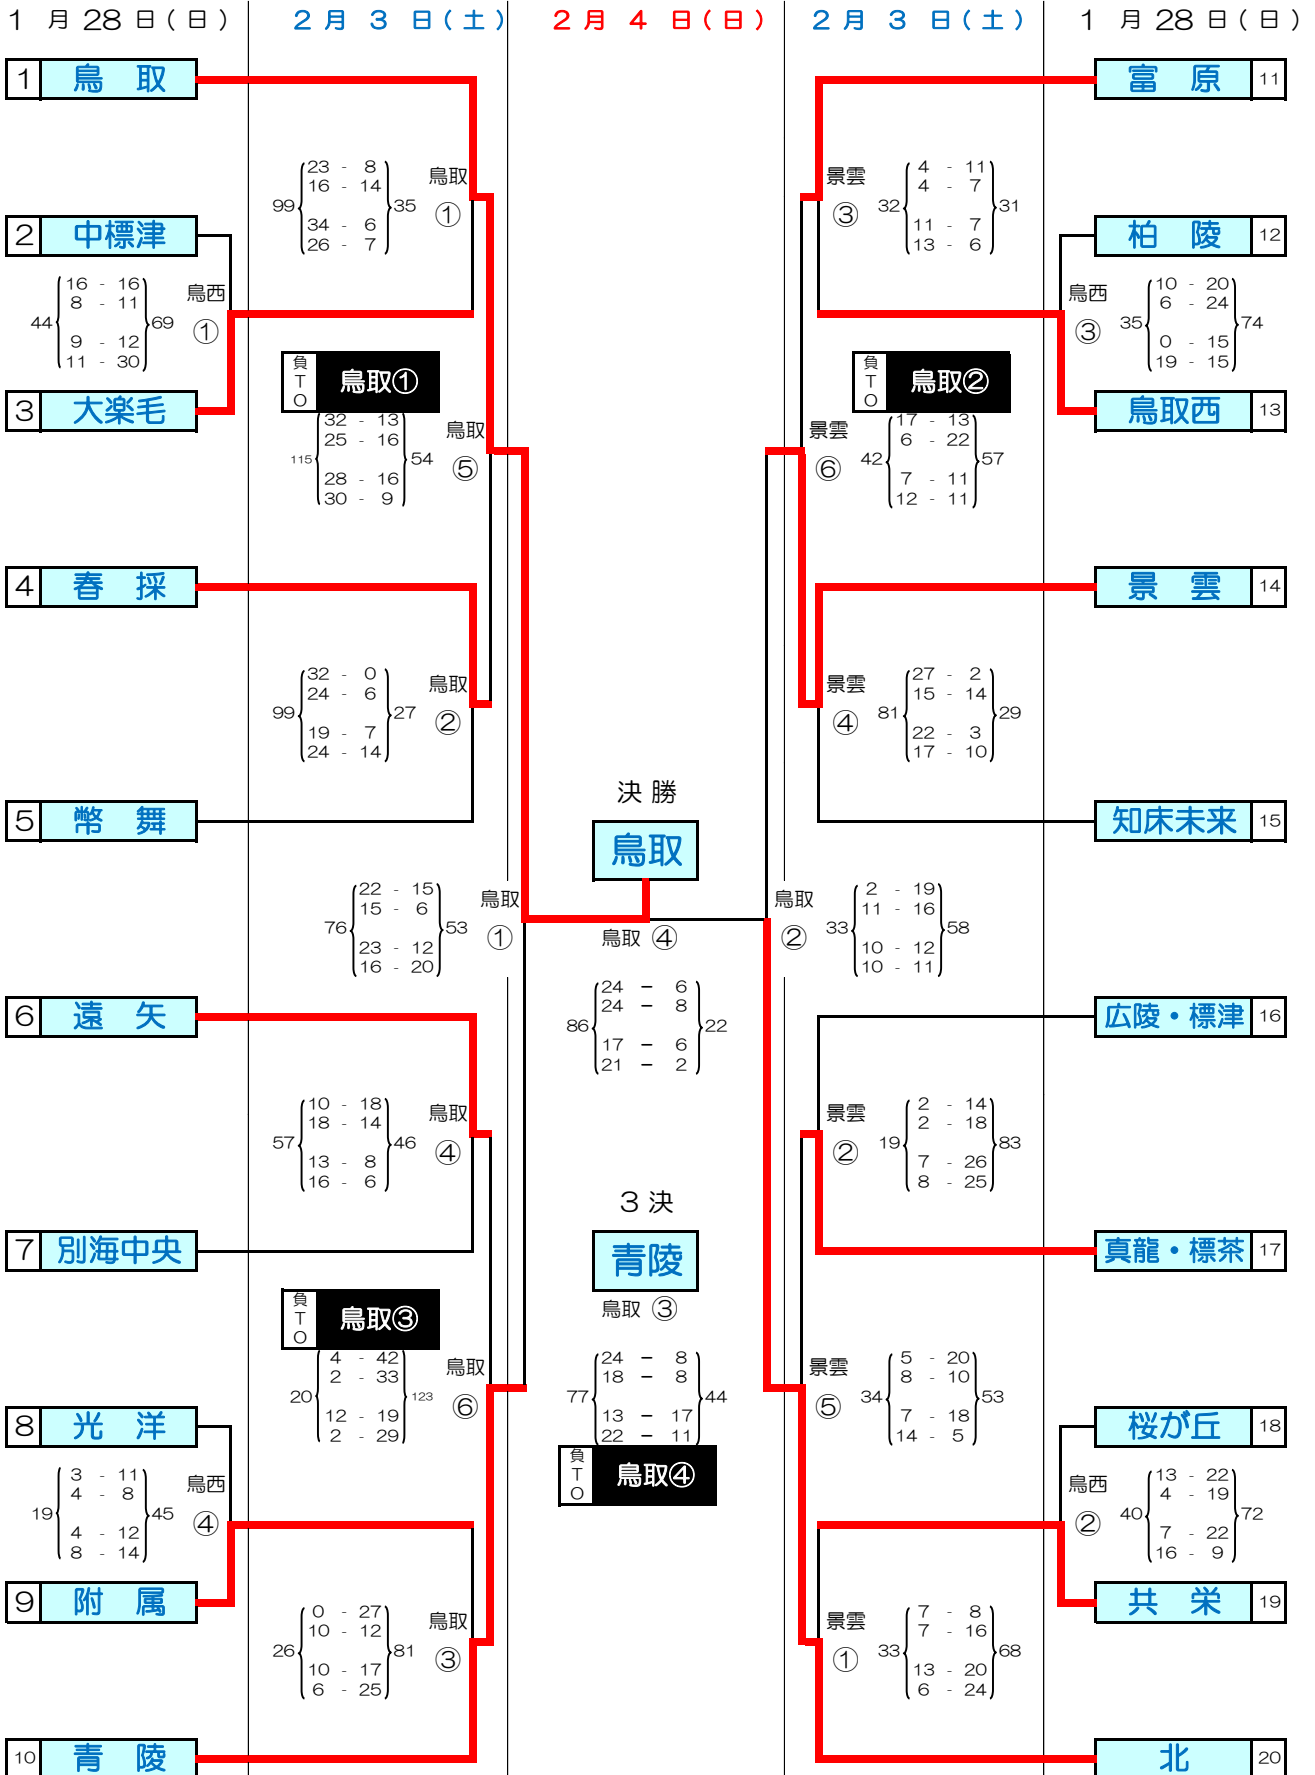 1 月 28 日(日)
2 月 3 日(土)
2 月 4 日(日)
2 月 3 日(土)
1 月 28 日(日)
1 鳥 取
富 原 11
23 - 8
16 - 14
99 35
34 - 6
26 - 7
鳥取
①
景雲
③
4 - 11
4 - 7
32 31
11 - 7
13 - 6
2 中標津
柏 陵 12
16 - 16
8 - 11
44 69
9 - 12
11 - 30
鳥西
①
鳥西
③
10 - 20
6 - 24
35 74
0 - 15
19 - 15
負TO 鳥取①
負TO 鳥取②
3 大楽毛
鳥取西 13
32 - 13
25 - 16
115 54
28 - 16
30 - 9
鳥取
⑤
景雲
⑥
17 - 13
6 - 22
42 57
7 - 11
12 - 11
4 春 採
景 雲 14
32 - 0
24 - 6
99 27
19 - 7
24 - 14
鳥取
②
景雲
④
27 - 2
15 - 14
81 29
22 - 3
17 - 10
5 幣 舞
決 勝
鳥取
知床未来 15
22 - 15
15 - 6
76 53
23 - 12
16 - 20
鳥取
①
鳥取 ④
鳥取
②
2 - 19
11 - 16
33 58
10 - 12
10 - 11
24 - 6
24 - 8
86 22
17 - 6
21 - 2
6 遠 矢
広陵・標津 16
10 - 18
18 - 14
57 46
13 - 8
16 - 6
鳥取
④
景雲
②
2 - 14
2 - 18
19 83
7 - 26
8 - 25
3 決
青陵
鳥取 ③
7 別海中央
真龍・標茶 17
負TO 鳥取③
4 - 42
2 - 33
20 123
12 - 19
2 - 29
鳥取
⑥
24 - 8
18 - 8
77 44
13 - 17
22 - 11
負TO 鳥取④
景雲
⑤
5 - 20
8 - 10
34 53
7 - 18
14 - 5
8 光 洋
桜が丘 18
3 - 11
4 - 8
19 45
4 - 12
8 - 14
鳥西
④
鳥西
②
13 - 22
4 - 19
40 72
7 - 22
16 - 9
9 附 属
共 栄 19
0 - 27
10 - 12
26 81
10 - 17
6 - 25
鳥取
③
景雲
①
7 - 8
7 - 16
33 68
13 - 20
6 - 24
10 青 陵
北 20